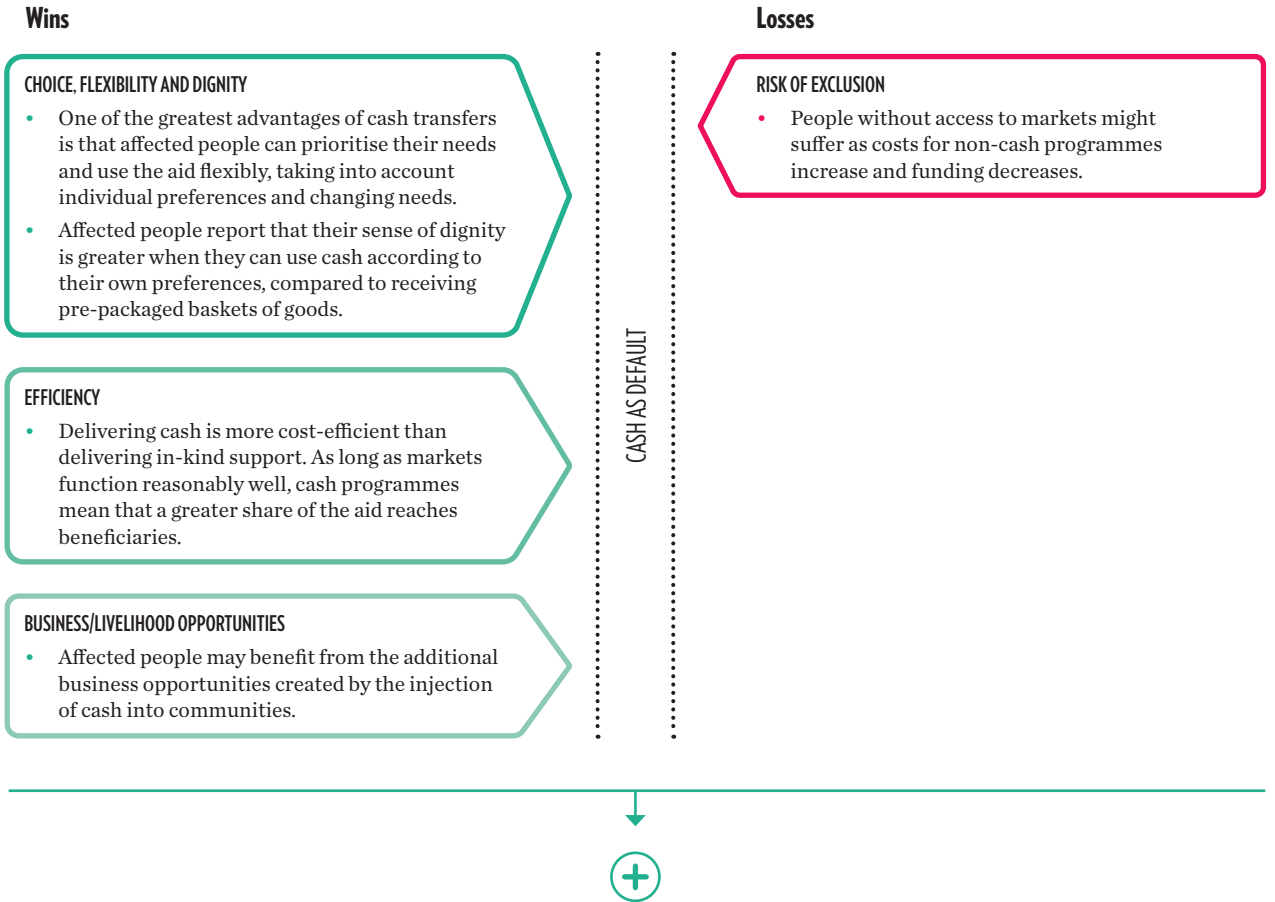 Wins
CHOICE, FLEXIBILITY AND DIGNITY
• One of the greatest advantages of cash transfers
is that affected people can prioritise their needs
and use the aid flexibly, taking into account
individual preferences and changing needs.
• Affected people report that their sense of dignity
is greater when they can use cash according to
their own preferences, compared to receiving
pre-packaged baskets of goods.
EFFICIENCY
• Delivering cash is more cost-efficient than
delivering in-kind support. As long as markets
function reasonably well, cash programmes
mean that a greater share of the aid reaches
beneficiaries.
BUSINESS/LIVELIHOOD OPPORTUNITIES
• Affected people may benefit from the additional
business opportunities created by the injection
of cash into communities.
CASH AS DEFAULT
Losses
RISK OF EXCLUSION
• People without access to markets might
suffer as costs for non-cash programmes
increase and funding decreases.
+